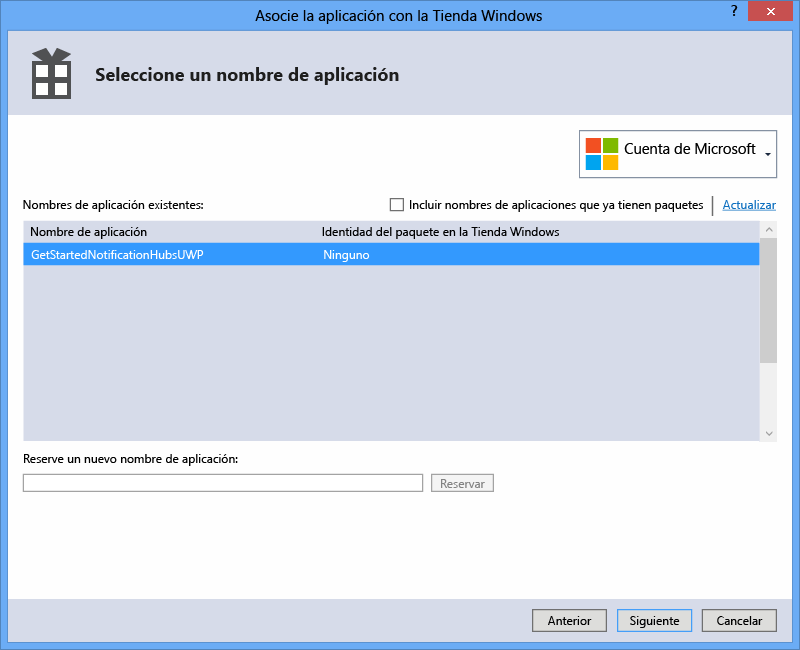 Asocie la aplicación con la Tienda Windows
?
Seleccione un nombre de aplicación
Cuenta de Microsoft
Nombres de aplicación existentes:
Incluir nombres de aplicaciones que ya tienen paquetes
Actualizar
Nombre de aplicación Identidad del paquete en la Tienda Windows
GetStartedNotificationHubsUWP Ninguno
Reserve un nuevo nombre de aplicación:
Reservar
Anterior Siguiente Cancelar